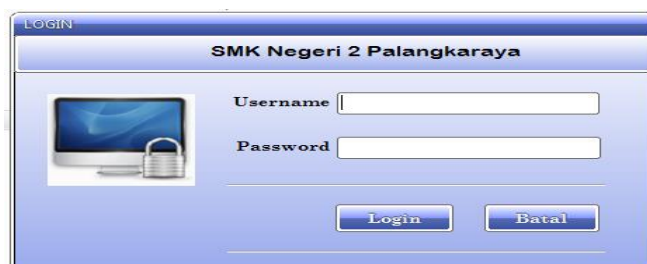 LOGIN
SMK Negeri 2 Palangkaraya
Username
Password
Login Batal